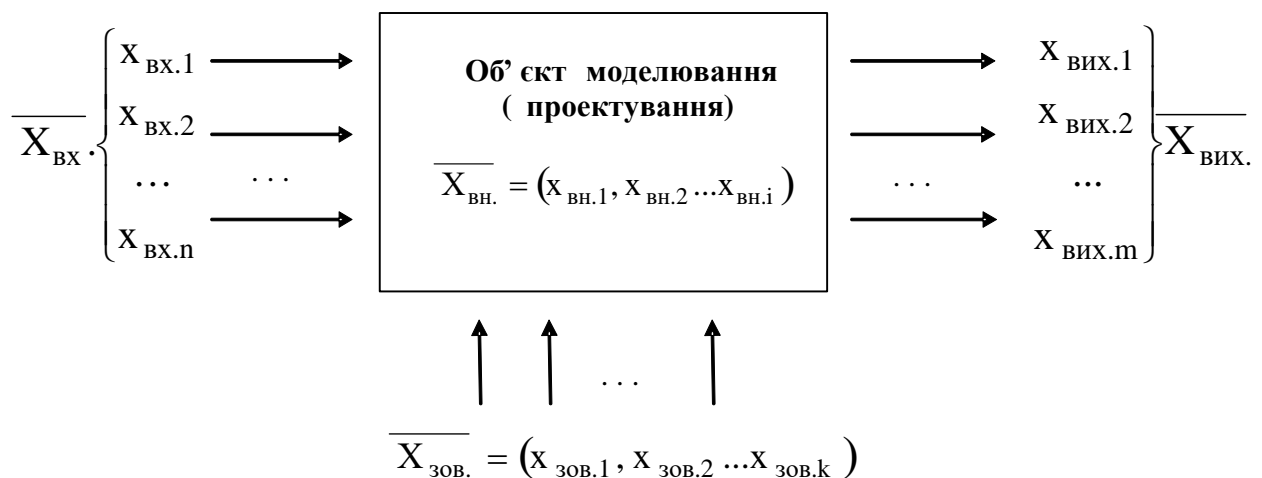 X вх. { x вх.1
x вх.2
...
x вх.n
. . .
Об’ єкт моделювання
( проектування)
X вн. = (x вн.1, x вн.2 ...x вн.i)
. . .
x вих.1
x вих.2
...
x вих.m } X вих.
. . .
X зов. = (x зов.1, x зов.2 ...x зов.k )